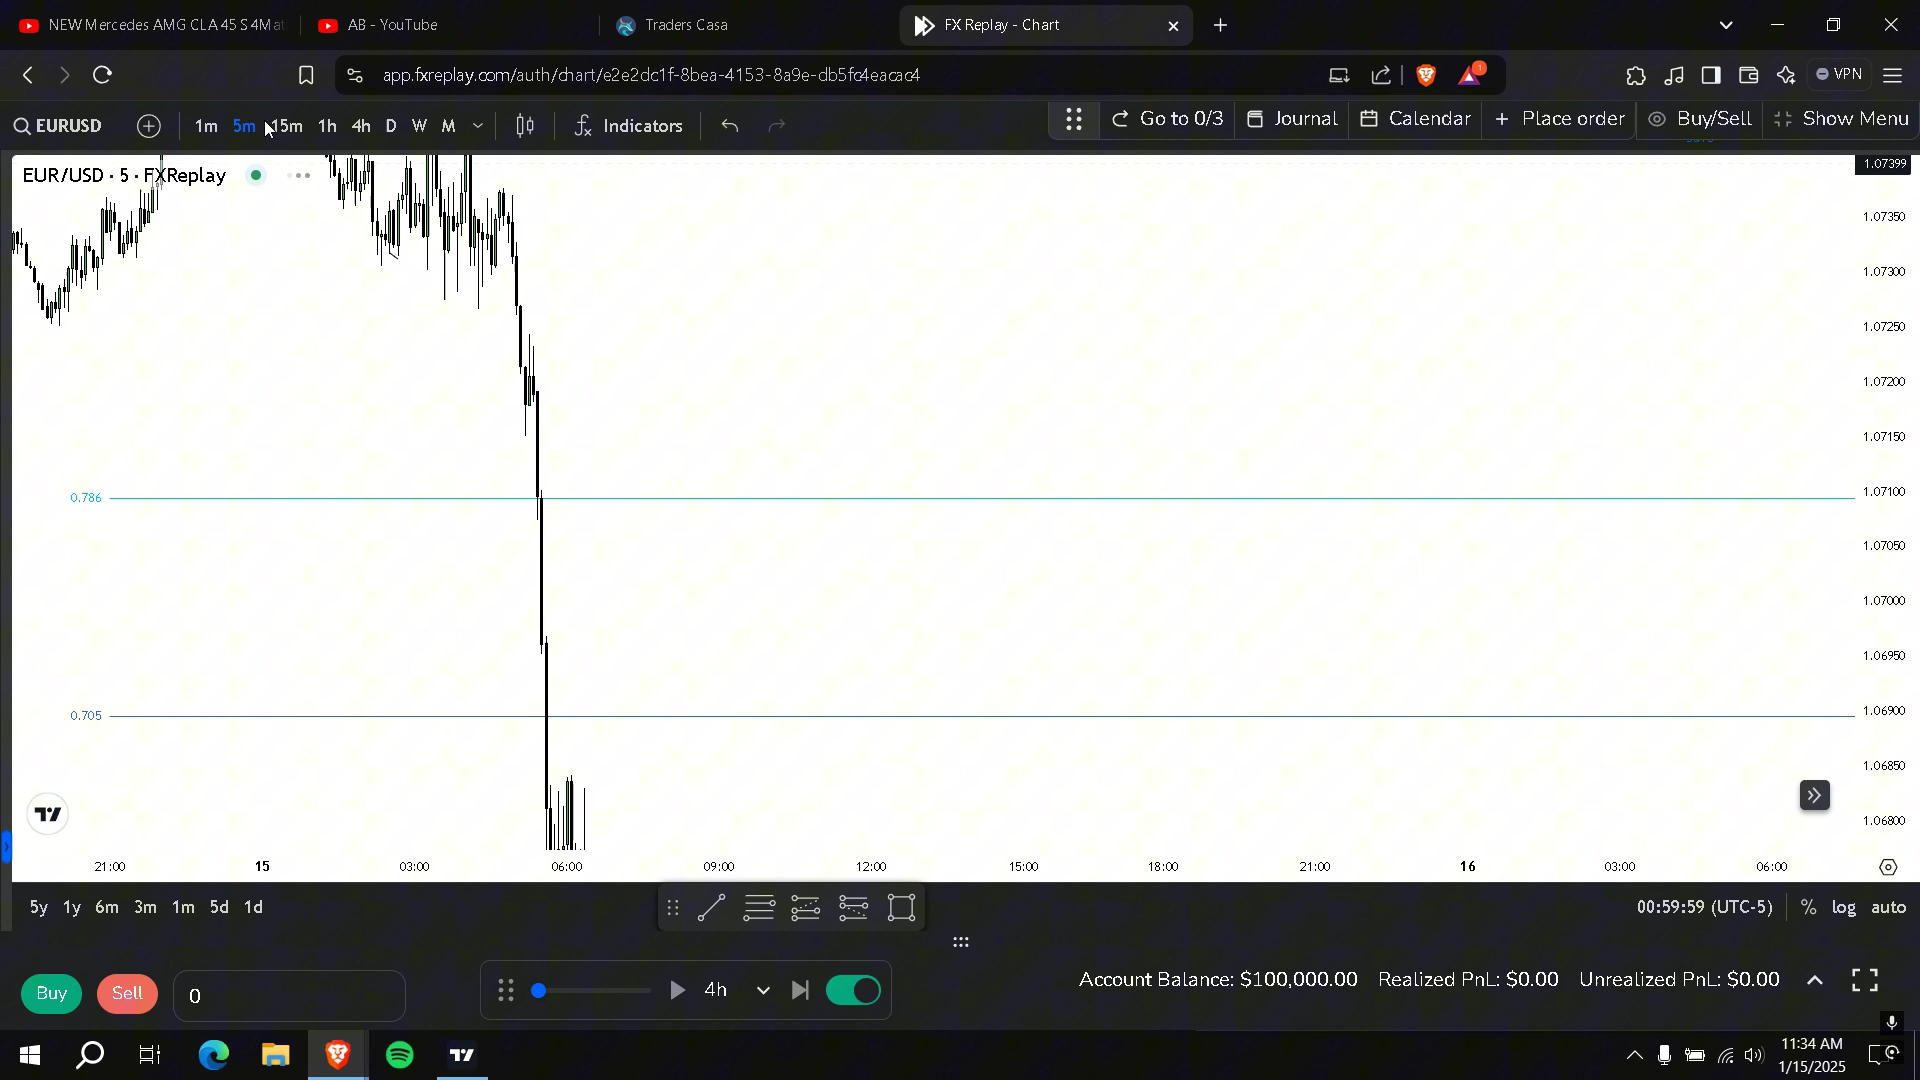 NEW Mercedes AMG CLA 45 S 4Mat
AB - YouTube
Traders Casa
FX Replay - Chart
app.fxreplay.com/auth/chart/e2e2dc1f-8bea-4153-8a9e-db5fc4eacac4
1
VPN
EURUSD
1m 5m 15m 1h 4h D W M
Indicators
Go to 0/3
Journal
Calendar
Place order
Buy/Sell
Show Menu
EUR/USD · 5 · FXReplay
1.07399
1.07350
1.07300
1.07250
1.07200
1.07150
0.786
1.07100
1.07050
1.07000
1.06950
0.705
1.06900
1.06850
1.06800
21:00 15 03:00 06:00 09:00 12:00 15:00 18:00 21:00 16 03:00 06:00
5y 1y 6m 3m 1m 5d 1d
00:59:59 (UTC-5) % log auto
Buy
Sell
0
4h
Account Balance: $100,000.00 Realized PnL: $0.00 Unrealized PnL: $0.00
11:34 AM
1/15/2025